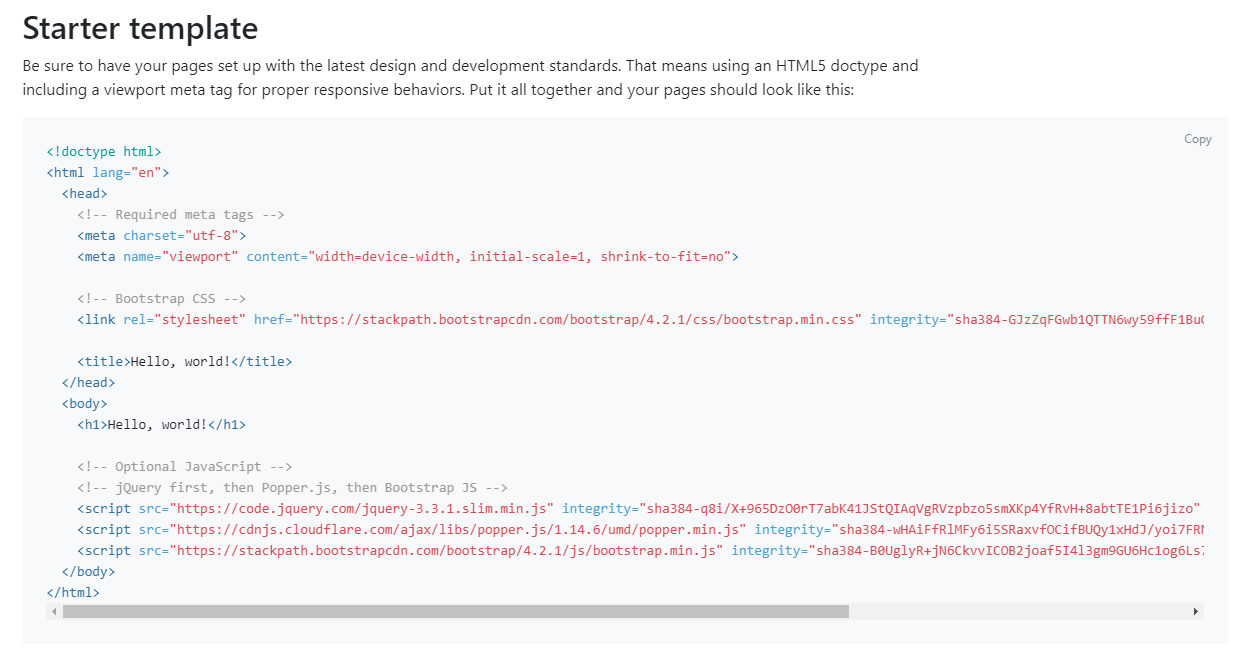 Starter template
Be sure to have your pages set up with the latest design and development standards. That means using an HTML5 doctype and
including a viewport meta tag for proper responsive behaviors. Put it all together and your pages should look like this:
Copy
<!doctype html>
<html lang="en">
  <head>
    <!-- Required meta tags -->
    <meta charset="utf-8">
    <meta name="viewport" content="width=device-width, initial-scale=1, shrink-to-fit=no">

    <!-- Bootstrap CSS -->
    <link rel="stylesheet" href="https://stackpath.bootstrapcdn.com/bootstrap/4.2.1/css/bootstrap.min.css" integrity="sha384-GJzZqFGwb1QTTN6wy59ffF1Bu

    <title>Hello, world!</title>
  </head>
  <body>
    <h1>Hello, world!</h1>

    <!-- Optional JavaScript -->
    <!-- jQuery first, then Popper.js, then Bootstrap JS -->
    <script src="https://code.jquery.com/jquery-3.3.1.slim.min.js" integrity="sha384-q8i/X+965DzO0rT7abK41JStQIAqVgRVzpbzo5smXKp4YfRvH+8abtTE1Pi6jizo"
    <script src="https://cdnjs.cloudflare.com/ajax/libs/popper.js/1.14.6/umd/popper.min.js" integrity="sha384-wHAiFfRlMFy6i5SRaxvfOCifBUQy1xHdJ/yoi7FR
    <script src="https://stackpath.bootstrapcdn.com/bootstrap/4.2.1/js/bootstrap.min.js" integrity="sha384-B0UglyR+jN6CkvvICOB2joaf5I4l3gm9GU6Hc1og6Ls
  </body>
</html>